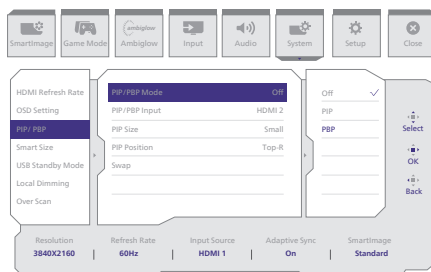 ambiglow
SmartImage Game Mode Ambiglow Input Audio System Setup Close
HDMI Refresh Rate
OSD Setting
PIP/ PBP
Smart Size
USB Standby Mode
Local Dimming
Over Scan
PIP/PBP Mode Off
PIP/PBP Input HDMI 2
PIP Size Small
PIP Position Top-R
Swap
Off
PIP
PBP
Select
OK
Back
Resolution Refresh Rate Input Source Adaptive Sync SmartImage
3840X2160 | 60Hz | HDMI 1 | On | Standard